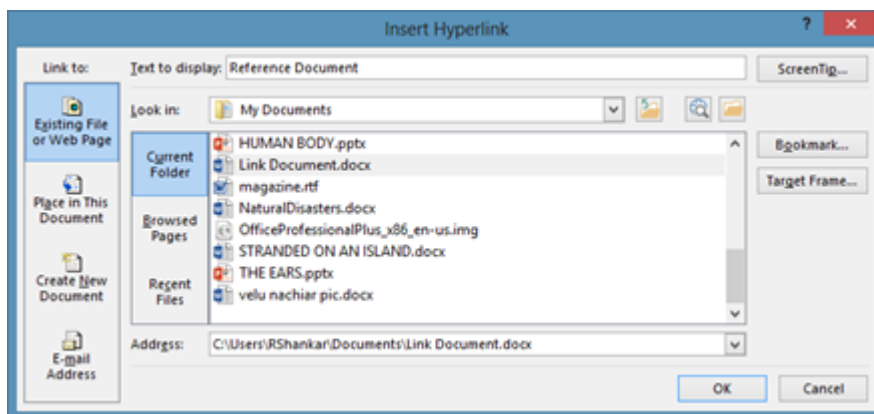 Insert Hyperlink
?
×
Link to:
Text to display: Reference Document
ScreenTip...
Existing File
or Web Page
Look in: My Documents
Current
Folder
HUMAN BODY.pptx
Link Document.docx
magazine.rtf
NaturalDisasters.docx
OfficeProfessionalPlus_x86_en-us.img
STRANDED ON AN ISLAND.docx
THE EARS.pptx
velu nachiar pic.docx
Bookmark...
Target Frame...
Place in This
Document
Browsed
Pages
Create New
Document
Recent
Files
E-mail
Address
Address: C:\Users\RShankar\Documents\Link Document.docx
OK
Cancel